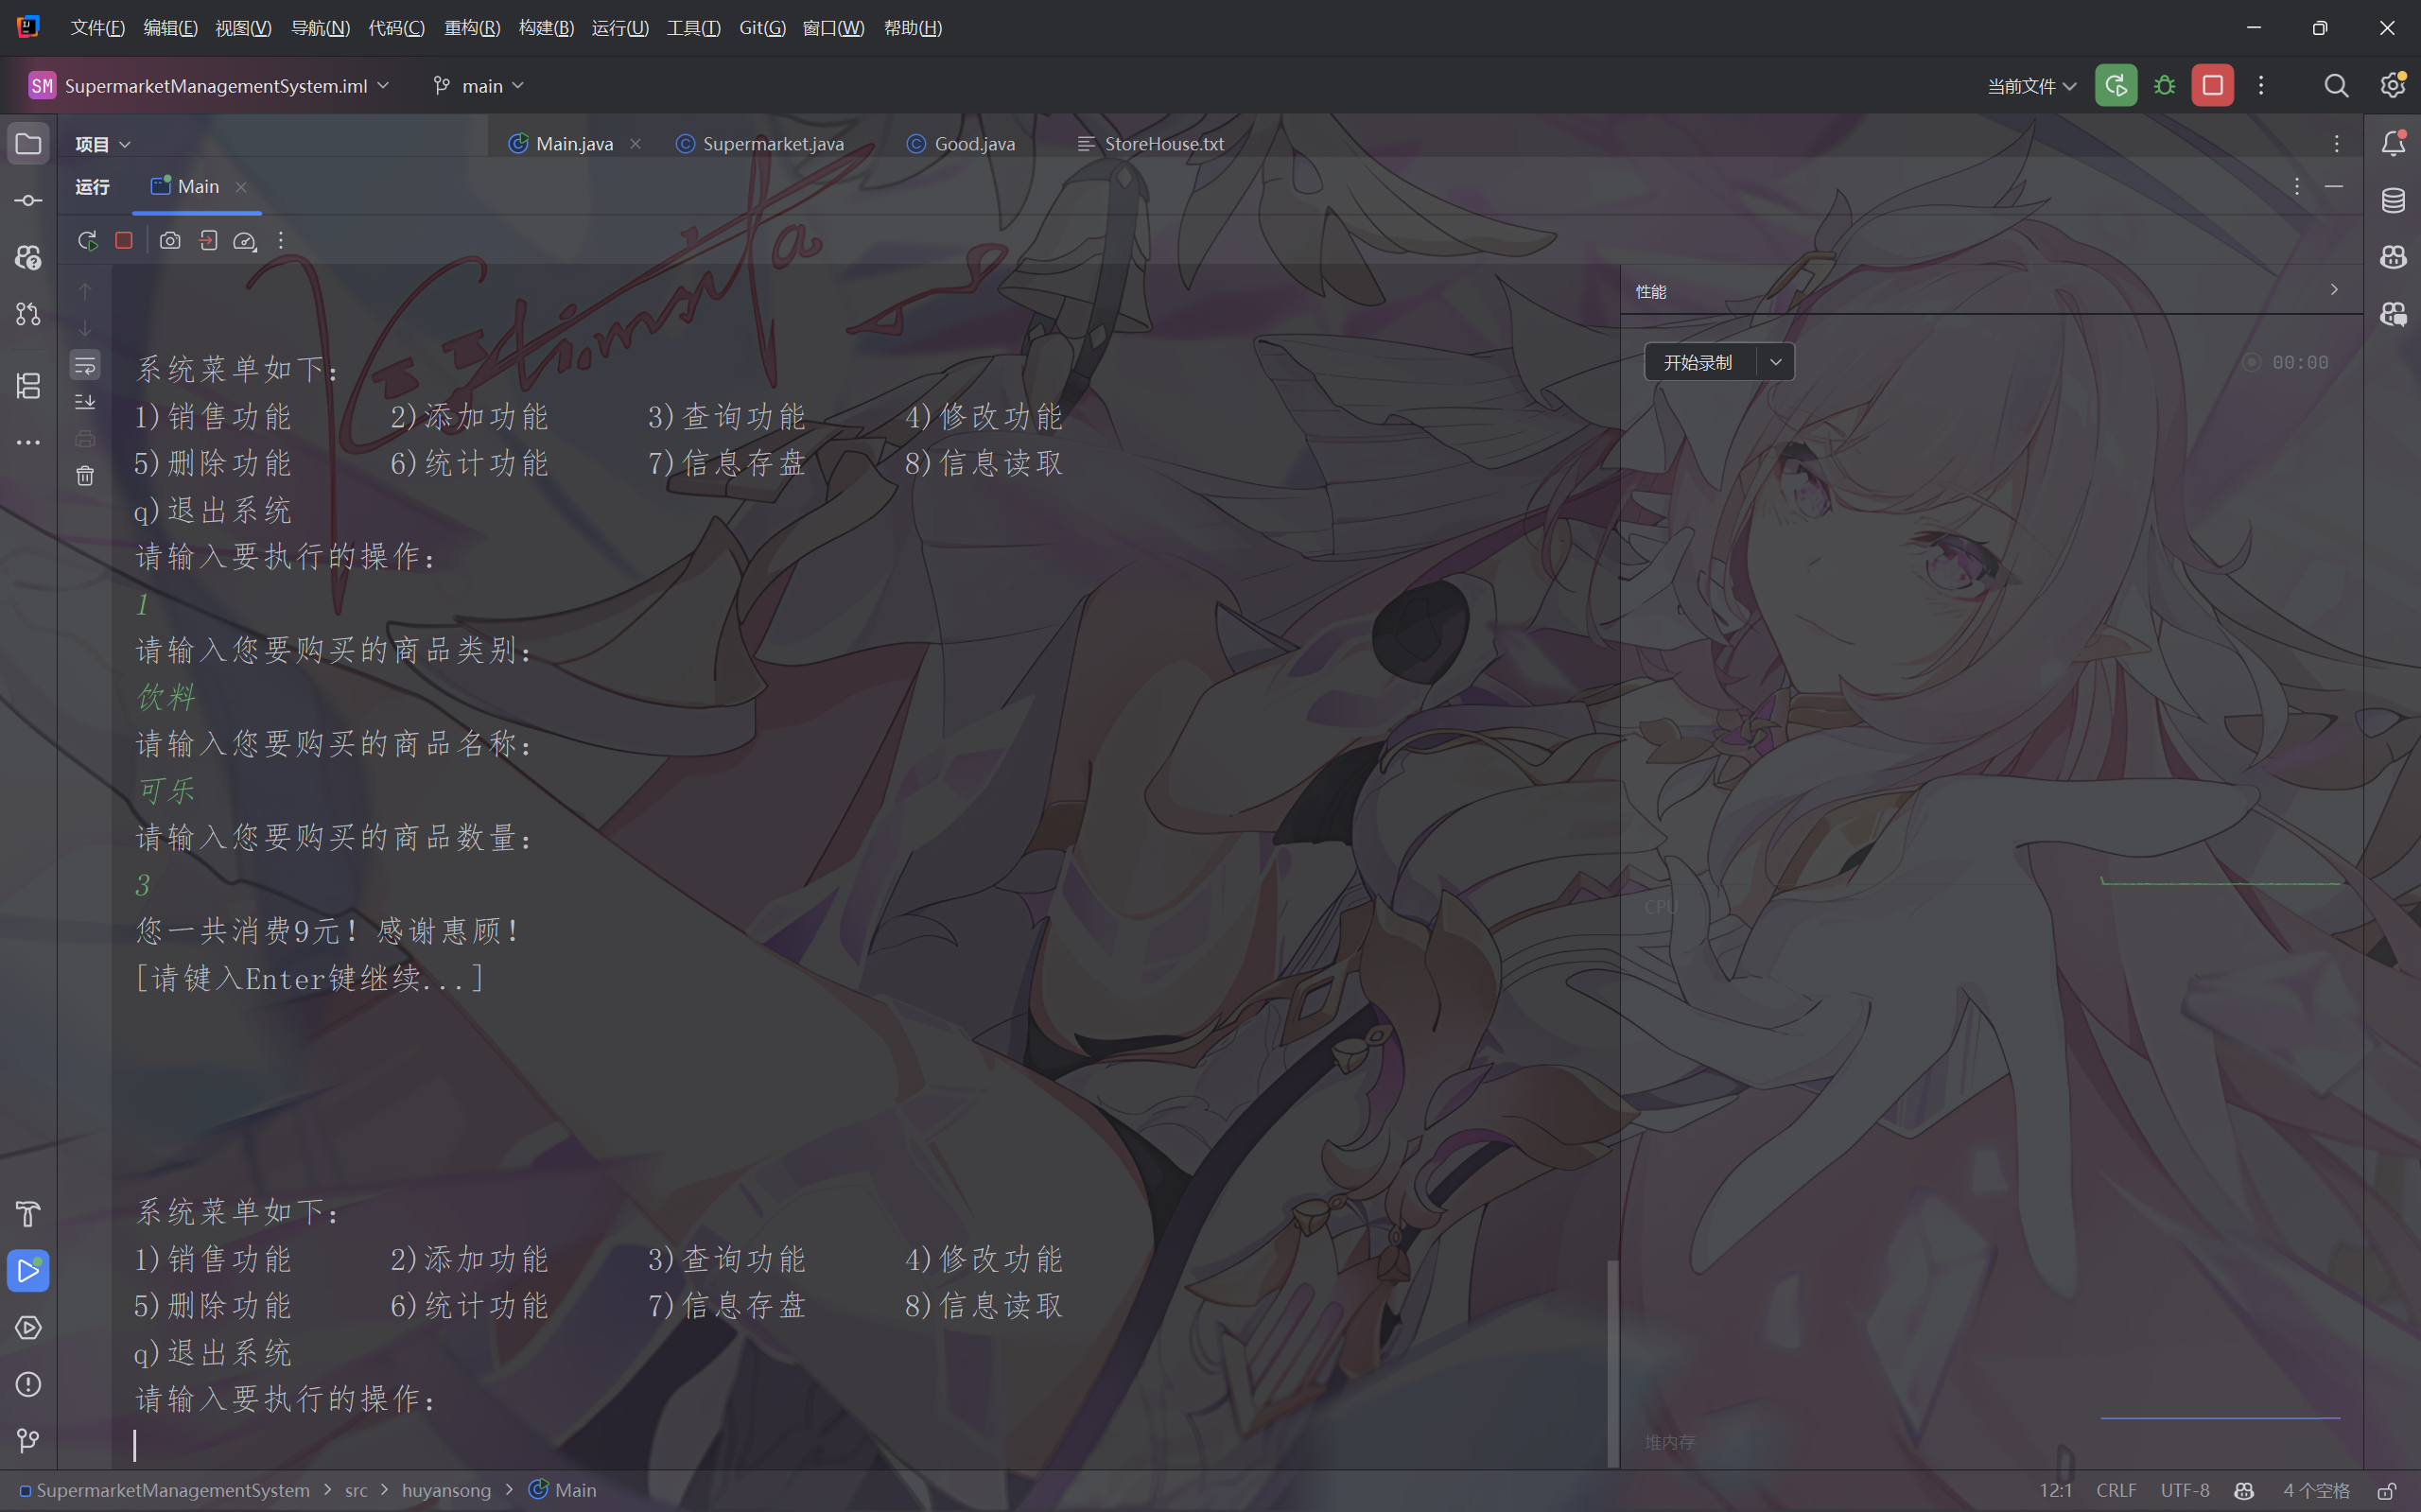 文件(F) 编辑(E) 视图(V) 导航(N) 代码(C) 重构(R) 构建(B) 运行(U) 工具(T) Git(G) 窗口(W) 帮助(H)
SM SupermarketManagementSystem.iml main 当前文件
项目 Main.java Supermarket.java Good.java StoreHouse.txt
运行 Main
性能
开始录制 00:00
系统菜单如下:
1)销售功能 2)添加功能 3)查询功能 4)修改功能
5)删除功能 6)统计功能 7)信息存盘 8)信息读取
q)退出系统
请输入要执行的操作:
1
请输入您要购买的商品类别:
饮料
请输入您要购买的商品名称:
可乐
请输入您要购买的商品数量:
3
您一共消费9元! 感谢惠顾!
[请键入Enter键继续...]
CPU
系统菜单如下:
1)销售功能 2)添加功能 3)查询功能 4)修改功能
5)删除功能 6)统计功能 7)信息存盘 8)信息读取
q)退出系统
请输入要执行的操作:
堆内存
SupermarketManagementSystem > src > huyansong > Main 12:1 CRLF UTF-8 4 个空格